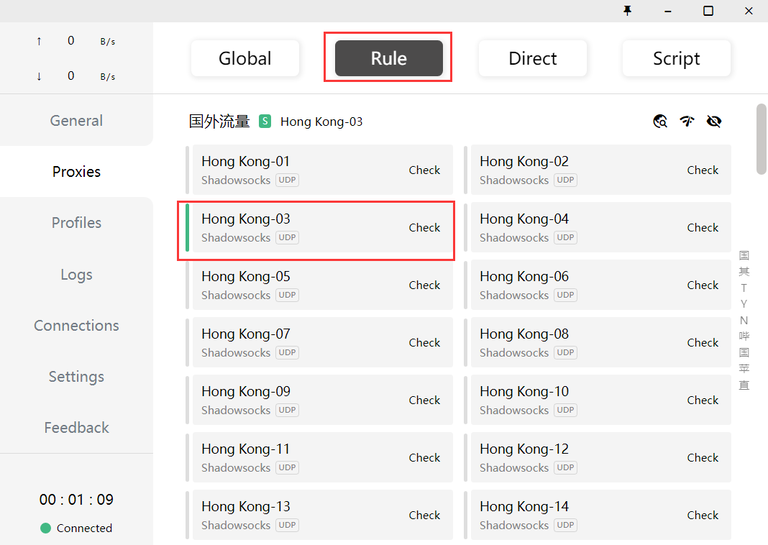 ↑ 0 B/s
↓ 0 B/s
General
Proxies
Profiles
Logs
Connections
Settings
Feedback
00 : 01 : 09
Connected
Global Rule Direct Script
国外流量 S Hong Kong-03
Hong Kong-01
Shadowsocks UDP
Check
Hong Kong-02
Shadowsocks UDP
Check
Hong Kong-03
Shadowsocks UDP
Check
Hong Kong-04
Shadowsocks UDP
Check
Hong Kong-05
Shadowsocks UDP
Check
Hong Kong-06
Shadowsocks UDP
Check
Hong Kong-07
Shadowsocks UDP
Check
Hong Kong-08
Shadowsocks UDP
Check
Hong Kong-09
Shadowsocks UDP
Check
Hong Kong-10
Shadowsocks UDP
Check
Hong Kong-11
Shadowsocks UDP
Check
Hong Kong-12
Shadowsocks UDP
Check
Hong Kong-13
Shadowsocks UDP
Check
Hong Kong-14
Shadowsocks UDP
Check
国
其
T
Y
N
哔
国
苹
直